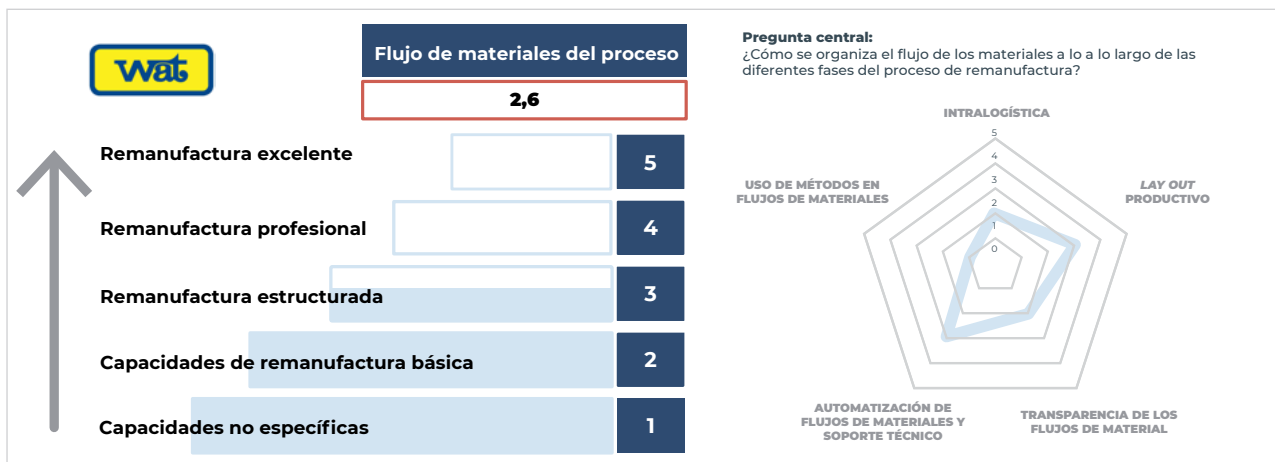 wat
Flujo de materiales del proceso
2,6
Remanufactura excelente
5
Remanufactura profesional
4
Remanufactura estructurada
3
Capacidades de remanufactura básica
2
Capacidades no específicas
1
Pregunta central:
¿Cómo se organiza el flujo de los materiales a lo a lo largo de las
diferentes fases del proceso de remanufactura?
INTRALOGÍSTICA
5
4
3
2
1
0
USO DE MÉTODOS EN
FLUJOS DE MATERIALES
LAY OUT
PRODUCTIVO
AUTOMATIZACIÓN DE
FLUJOS DE MATERIALES Y
SOPORTE TÉCNICO
TRANSPARENCIA DE LOS
FLUJOS DE MATERIAL